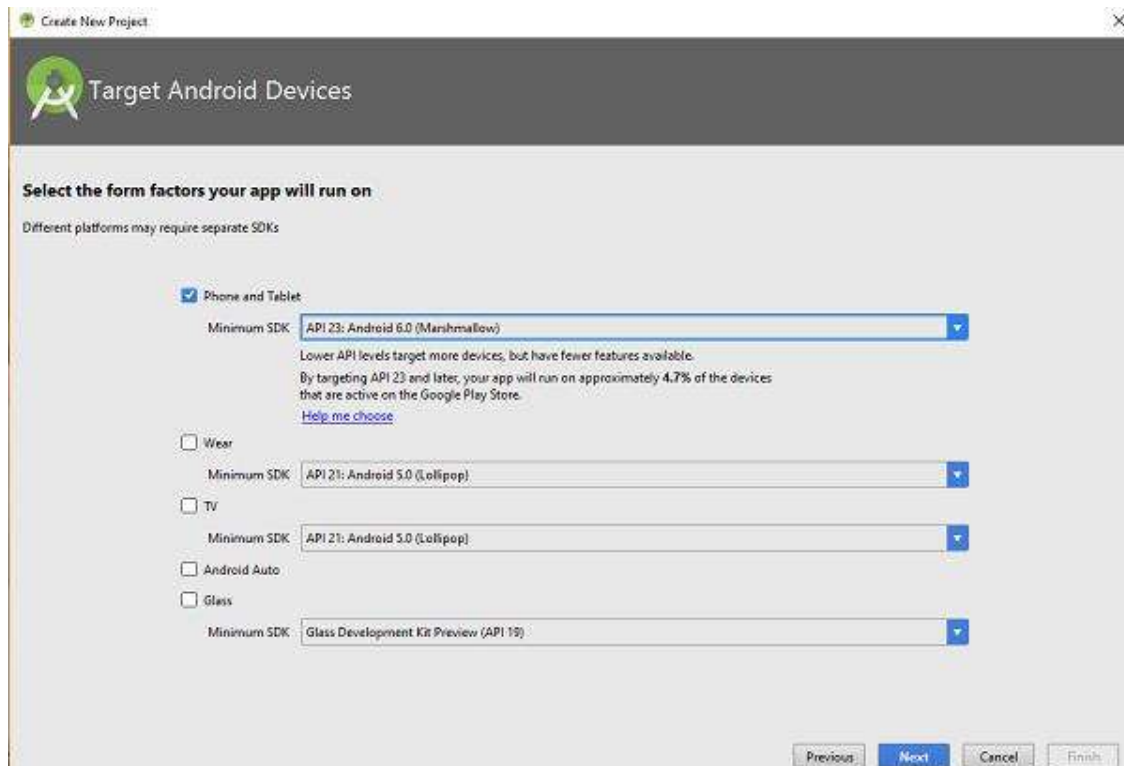 Create New Project
Target Android Devices
Select the form factors your app will run on
Different platforms may require separate SDKs
Phone and Tablet
Minimum SDK API 23: Android 6.0 (Marshmallow)
Lower API levels target more devices, but have fewer features available.
By targeting API 23 and later, your app will run on approximately 4.7% of the devices
that are active on the Google Play Store.
Help me choose
Wear
Minimum SDK API 21: Android 5.0 (Lollipop)
TV
Minimum SDK API 21: Android 5.0 (Lollipop)
Android Auto
Glass
Minimum SDK Glass Development Kit Preview (API 19)
Previous Next Cancel Finish